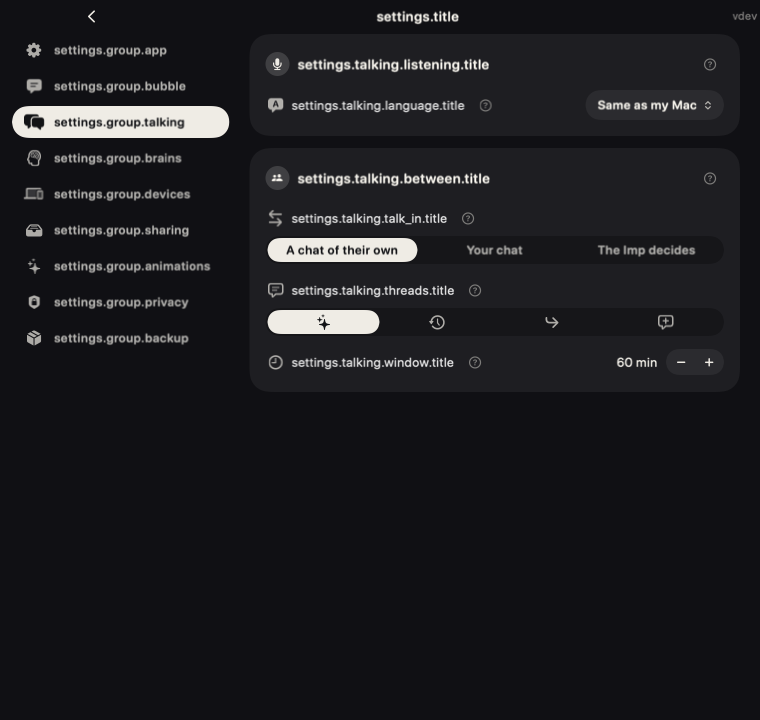 settings.title
vdev
settings.group.app
settings.group.bubble
settings.group.talking
settings.group.brains
settings.group.devices
settings.group.sharing
settings.group.animations
settings.group.privacy
settings.group.backup
settings.talking.listening.title
settings.talking.language.title
Same as my Mac
settings.talking.between.title
settings.talking.talk_in.title
A chat of their own
Your chat
The Imp decides
settings.talking.threads.title
settings.talking.window.title
60 min